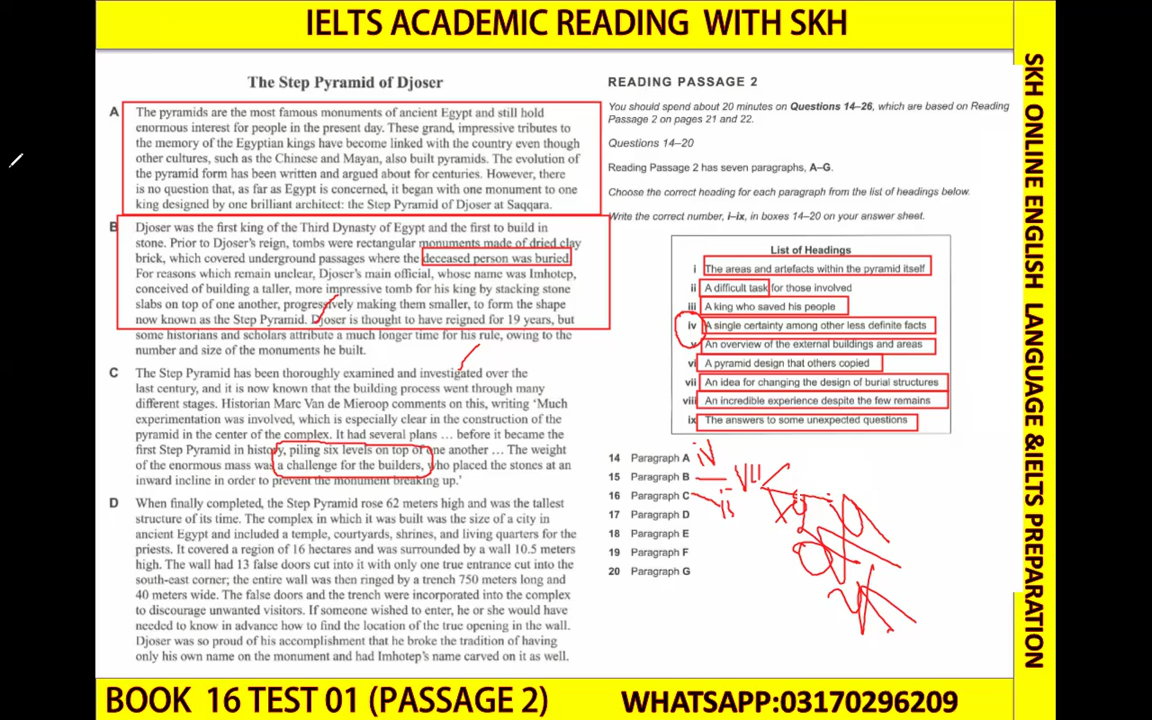 IELTS ACADEMIC READING WITH SKH
The Step Pyramid of Djoser
A The pyramids are the most famous monuments of ancient Egypt and still hold
enormous interest for people in the present day. These grand, impressive tributes to
the memory of the Egyptian kings have become linked with the country even though
other cultures, such as the Chinese and Mayan, also built pyramids. The evolution of
the pyramid form has been written and argued about for centuries. However, there
is no question that, as far as Egypt is concerned, it began with one monument to one
king designed by one brilliant architect: the Step Pyramid of Djoser at Saqqara.
B Djoser was the first king of the Third Dynasty of Egypt and the first to build in
stone. Prior to Djoser's reign, tombs were rectangular monuments made of dried clay
brick, which covered underground passages where the deceased person was buried.
For reasons which remain unclear, Djoser's main official, whose name was Imhotep,
conceived of building a taller, more impressive tomb for his king by stacking stone
slabs on top of one another, progressively making them smaller, to form the shape
now known as the Step Pyramid. Djoser is thought to have reigned for 19 years, but
some historians and scholars attribute a much longer time for his rule, owing to the
number and size of the monuments he built.
C The Step Pyramid has been thoroughly examined and investigated over the
last century, and it is now known that the building process went through many
different stages. Historian Marc Van de Mieroop comments on this, writing 'Much
experimentation was involved, which is especially clear in the construction of the
pyramid in the center of the complex. It had several plans … before it became the
first Step Pyramid in history, piling six levels on top of one another … The weight
of the enormous mass was a challenge for the builders, who placed the stones at an
inward incline in order to prevent the monument breaking up.'
D When finally completed, the Step Pyramid rose 62 meters high and was the tallest
structure of its time. The complex in which it was built was the size of a city in
ancient Egypt and included a temple, courtyards, shrines, and living quarters for the
priests. It covered a region of 16 hectares and was surrounded by a wall 10.5 meters
high. The wall had 13 false doors cut into it with only one true entrance cut into the
south-east corner; the entire wall was then ringed by a trench 750 meters long and
40 meters wide. The false doors and the trench were incorporated into the complex
to discourage unwanted visitors. If someone wished to enter, he or she would have
needed to know in advance how to find the location of the true opening in the wall.
Djoser was so proud of his accomplishment that he broke the tradition of having
only his own name on the monument and had Imhotep's name carved on it as well.
READING PASSAGE 2
You should spend about 20 minutes on Questions 14–26, which are based on Reading
Passage 2 on pages 21 and 22.
Questions 14–20
Reading Passage 2 has seven paragraphs, A–G.
Choose the correct heading for each paragraph from the list of headings below.
Write the correct number, i–ix, in boxes 14–20 on your answer sheet.
List of Headings
i The areas and artefacts within the pyramid itself
ii A difficult task for those involved
iii A king who saved his people
iv A single certainty among other less definite facts
v An overview of the external buildings and areas
vi A pyramid design that others copied
vii An idea for changing the design of burial structures
viii An incredible experience despite the few remains
ix The answers to some unexpected questions
14 Paragraph A iv
15 Paragraph B vii
16 Paragraph C ii
17 Paragraph D
18 Paragraph E
19 Paragraph F
20 Paragraph G
SKH ONLINE ENGLISH LANGUAGE &IELTS PREPARATION
BOOK 16 TEST 01 (PASSAGE 2)
WHATSAPP:03170296209